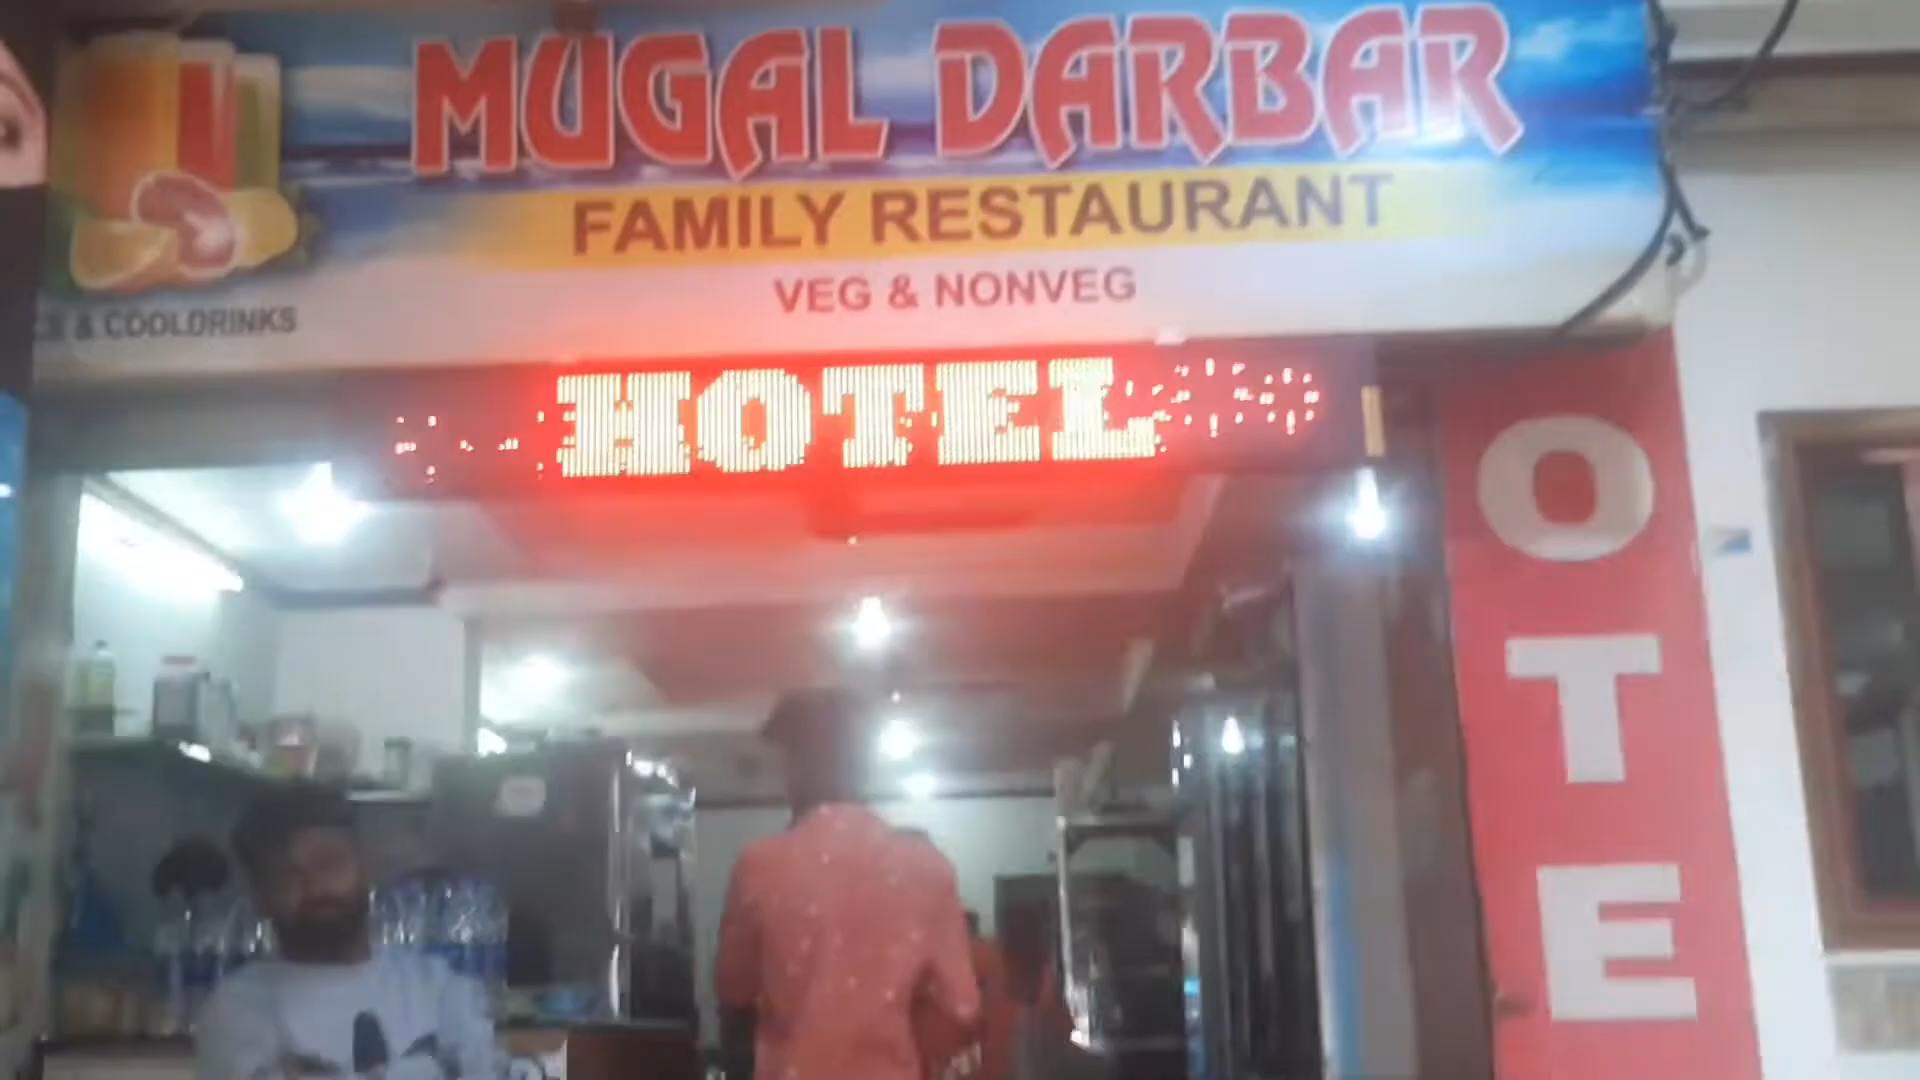 MUGAL DARBAR
FAMILY RESTAURANT
VEG & NONVEG
& COOLDRINKS
HOTEL
OTE